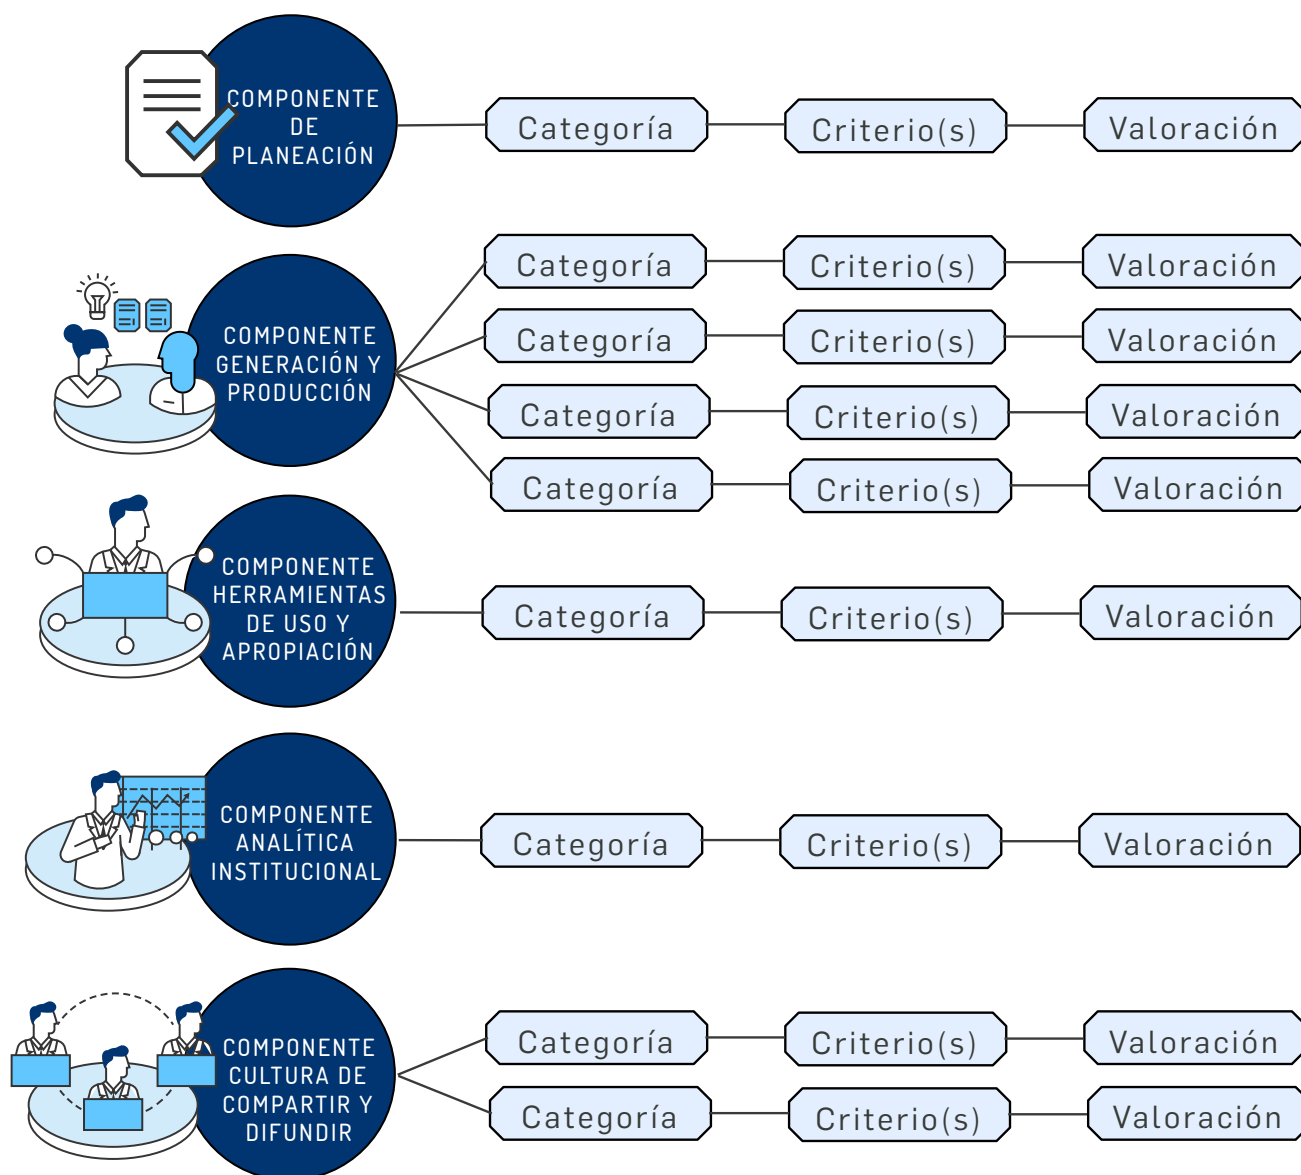 COMPONENTE
DE
PLANEACIÓN
Categoría
Criterio(s)
Valoración
COMPONENTE
GENERACIÓN Y
PRODUCCIÓN
Categoría
Criterio(s)
Valoración
Categoría
Criterio(s)
Valoración
Categoría
Criterio(s)
Valoración
Categoría
Criterio(s)
Valoración
COMPONENTE
HERRAMIENTAS
DE USO Y
APROPIACIÓN
Categoría
Criterio(s)
Valoración
COMPONENTE
ANALÍTICA
INSTITUCIONAL
Categoría
Criterio(s)
Valoración
COMPONENTE
CULTURA DE
COMPARTIR Y
DIFUNDIR
Categoría
Criterio(s)
Valoración
Categoría
Criterio(s)
Valoración